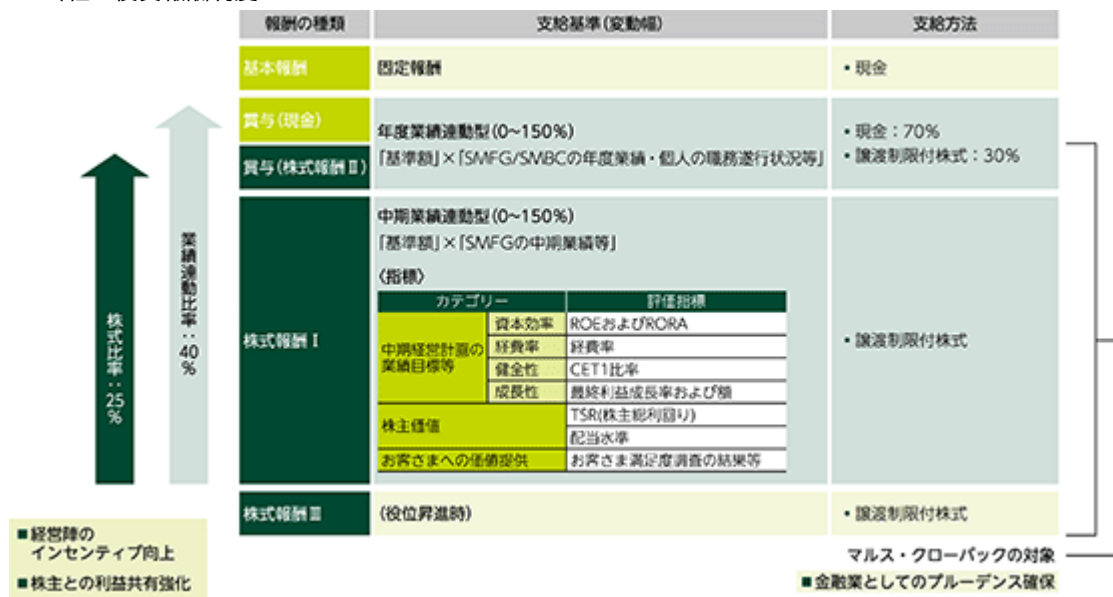 報酬の種類
支給基準(変動幅)
支給方法
基本報酬
固定報酬
・現金
賞与(現金)
賞与(株式報酬Ⅱ)
年度業績連動型(0~150%)
「基準額」×「SMFG/SMBCの年度業績・個人の職務遂行状況等」
・現金：70%
・譲渡制限付株式：30%
株式報酬Ⅰ
中期業績連動型(0~150%)
「基準額」×「SMFGの中期業績等」
〈指標〉
カテゴリー
評価指標
中期経営計画の
業績目標等
資本効率
ROEおよびRORA
経費率
経費率
健全性
CET1比率
成長性
最終利益成長率および額
株主価値
TSR(株主総利回り)
配当水準
お客さまへの価値提供
お客さま満足度調査の結果等
・譲渡制限付株式
株式報酬Ⅲ
(役位昇進時)
・譲渡制限付株式
業績連動比率：40%
株式比率：25%
■経営陣の
インセンティブ向上
■株主との利益共有強化
マルス・クローバックの対象
■金融業としてのプルーデンス確保